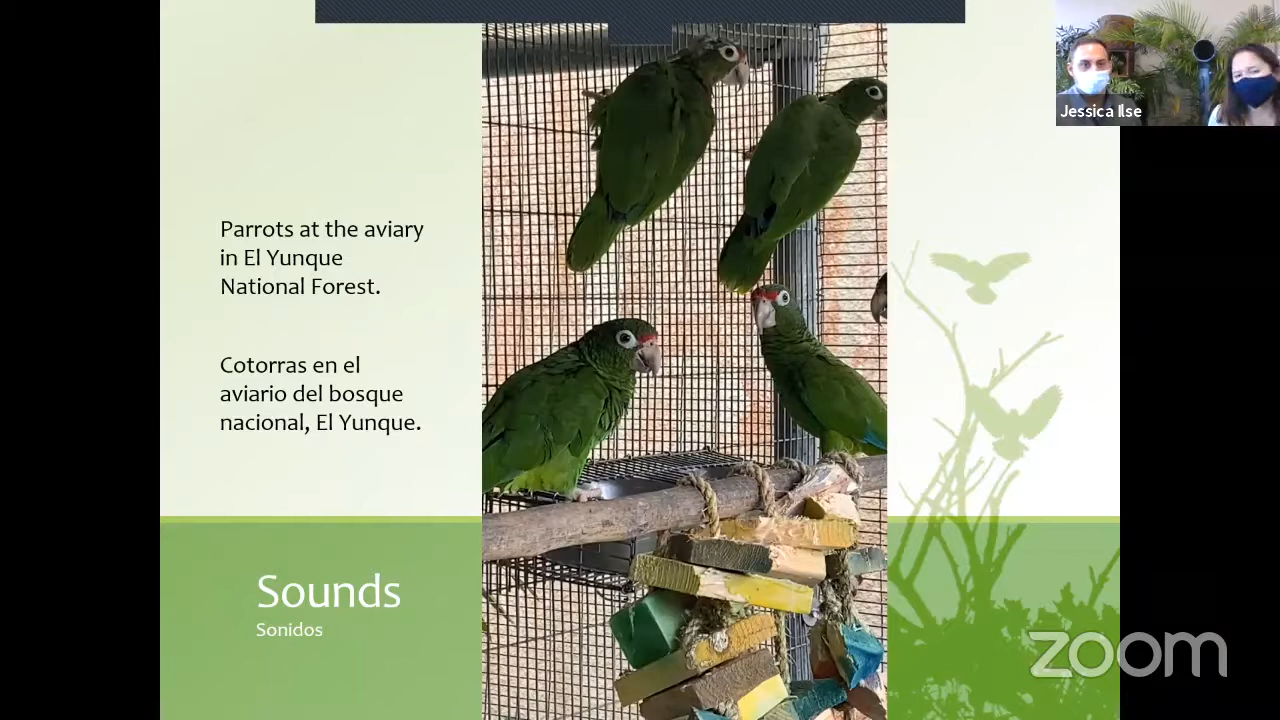 Jessica Ilse
Parrots at the aviary
in El Yunque
National Forest.
Cotorras en el
aviario del bosque
nacional, El Yunque.
Sounds
Sonidos
zoom